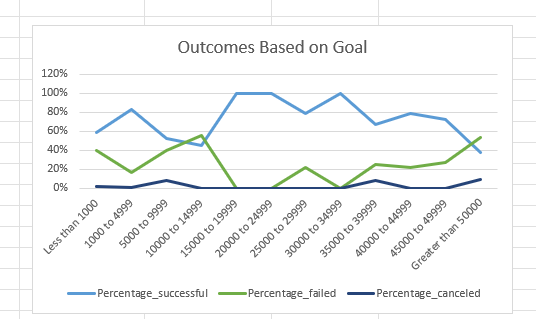 Outcomes Based on Goal
120%
100%
80%
60%
40%
20%
0%
Less than 1000
1000 to 4999
5000 to 9999
10000 to 14999
15000 to 19999
20000 to 24999
25000 to 29999
30000 to 34999
35000 to 39999
40000 to 44999
45000 to 49999
Greater than 50000
Percentage_successful Percentage_failed Percentage_canceled